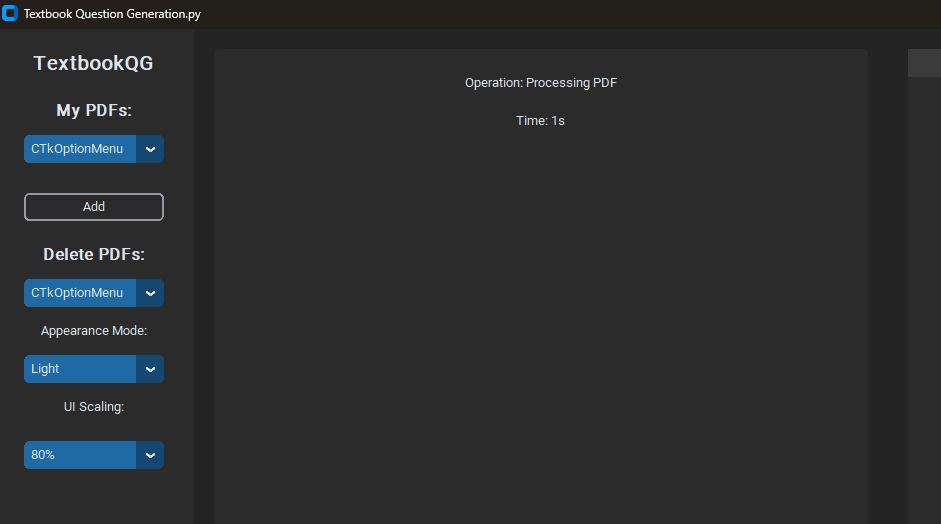 Textbook Question Generation.py
TextbookQG
My PDFs:
CTkOptionMenu
Add
Delete PDFs:
CTkOptionMenu
Appearance Mode:
Light
UI Scaling:
80%
Operation: Processing PDF
Time: 1s